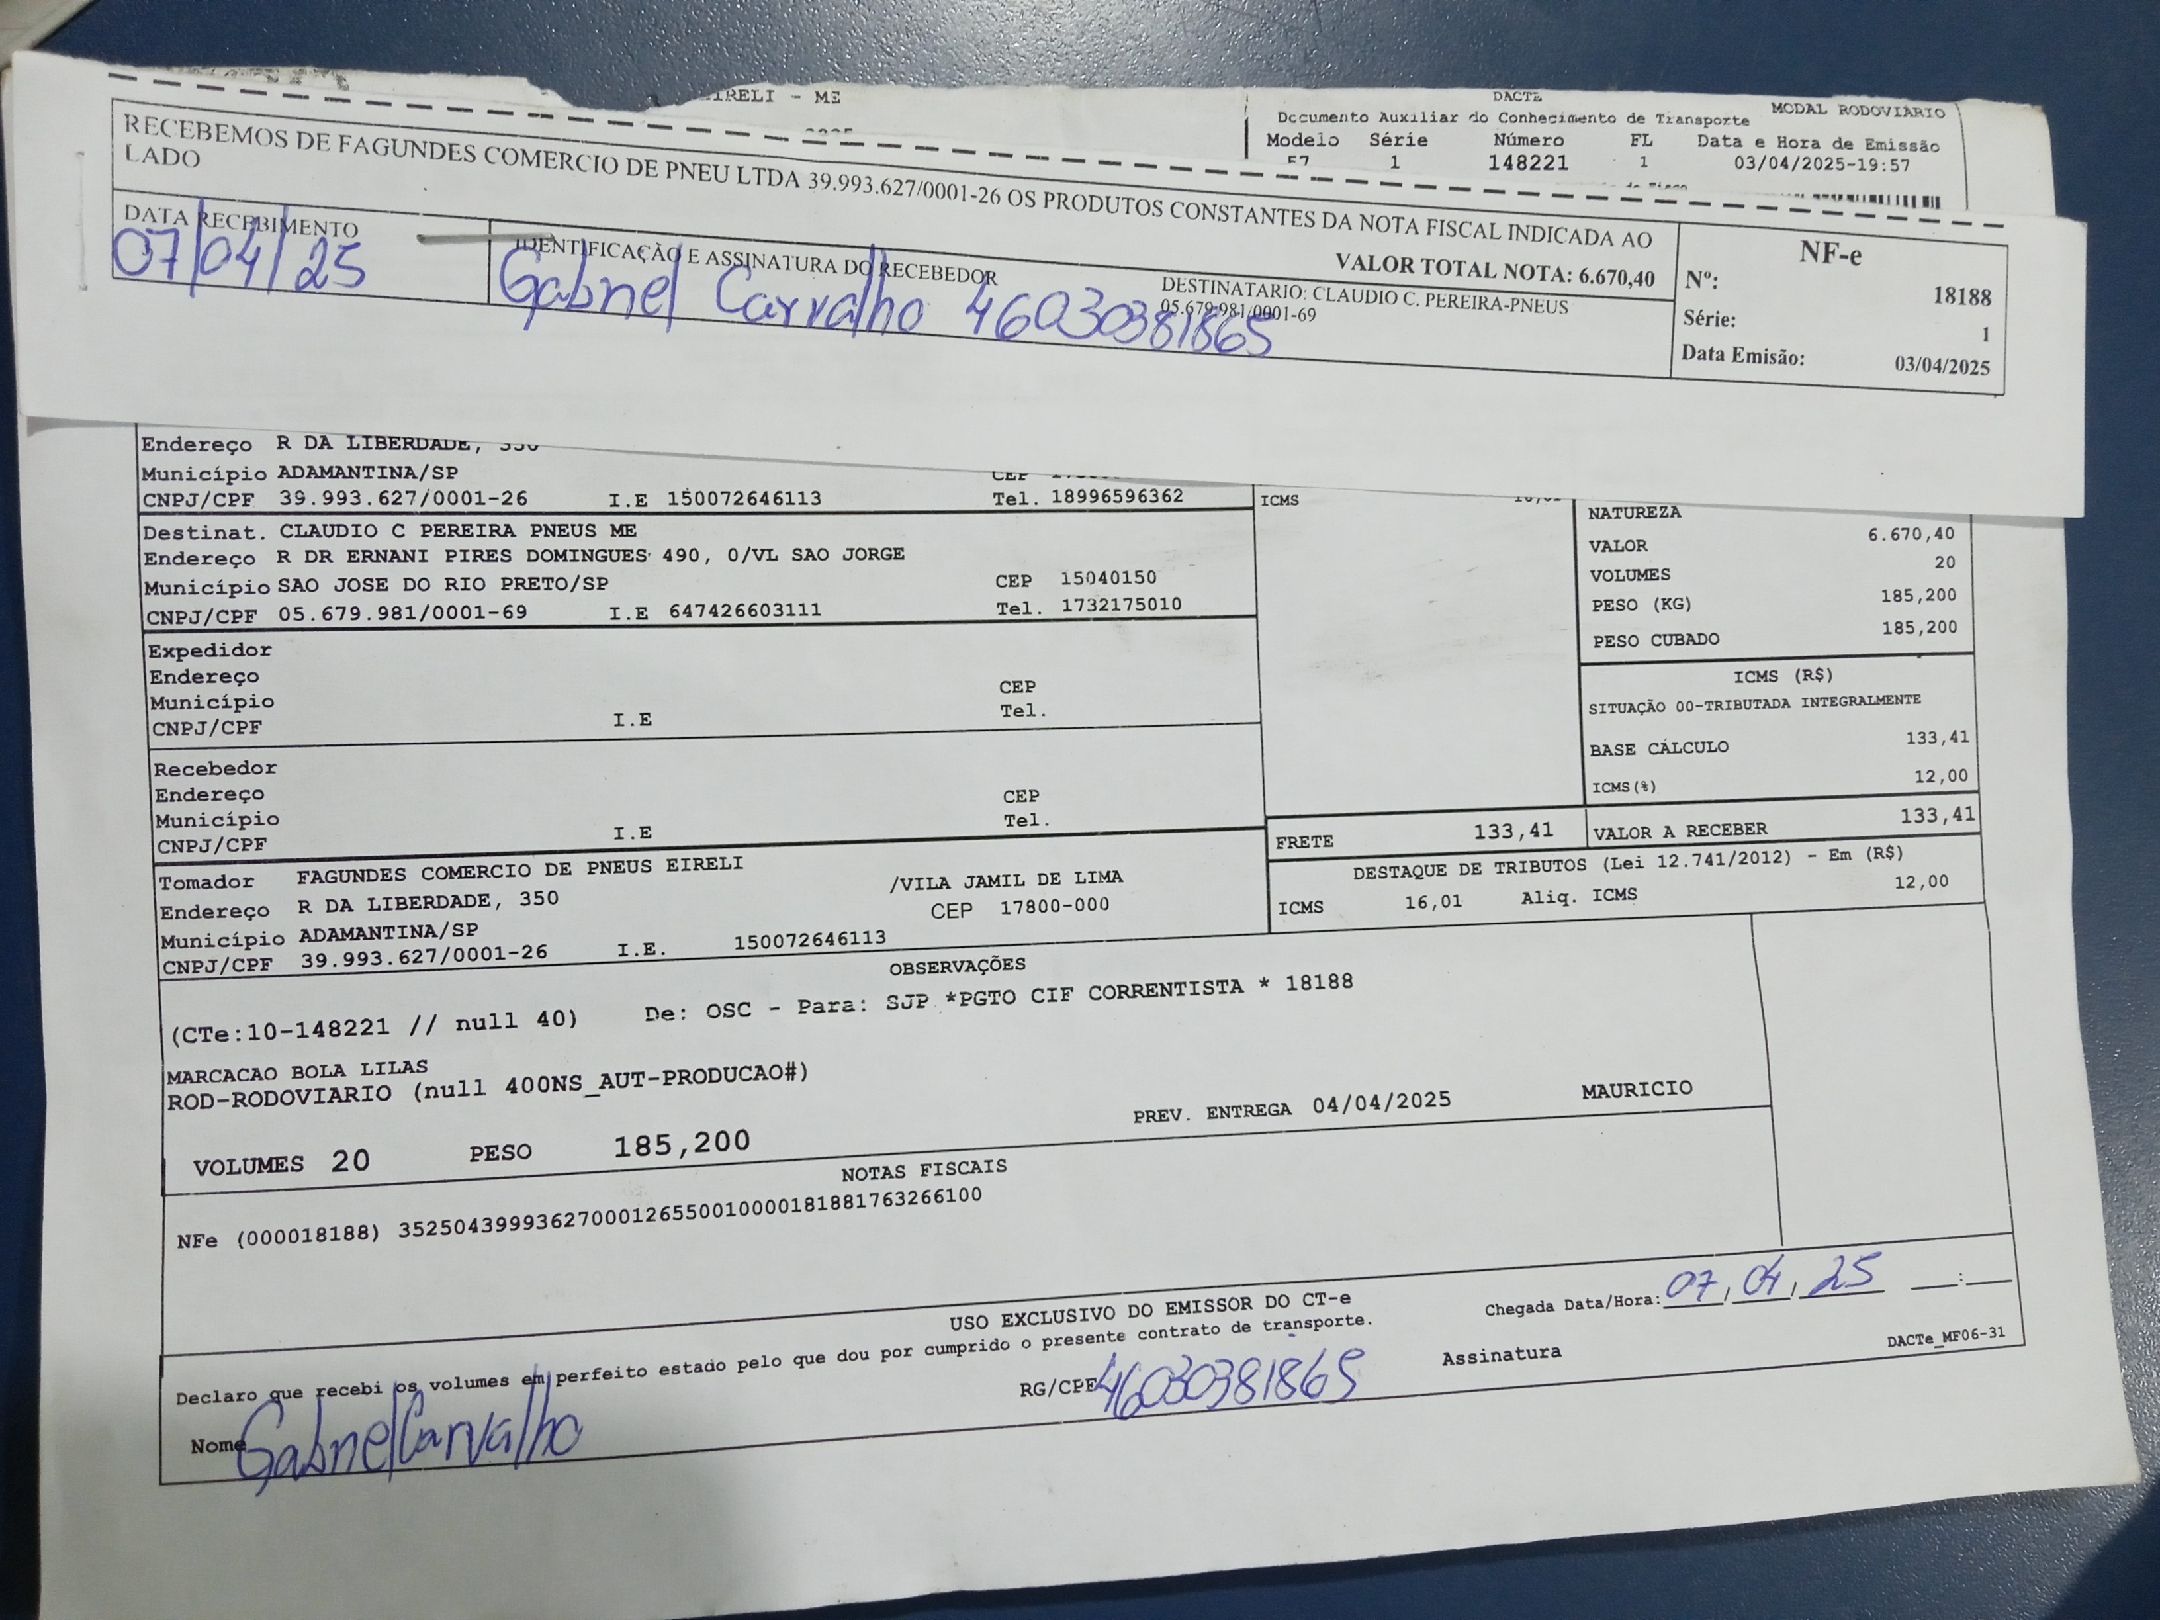 EIRELI - ME
DACTE
MODAL RODOVIÁRIO
Documento Auxiliar do Conhecimento de Transporte
Modelo Série Número FL Data e Hora de Emissão
57 1 148221 1 03/04/2025-19:57
RECEBEMOS DE FAGUNDES COMERCIO DE PNEU LTDA 39.993.627/0001-26 OS PRODUTOS CONSTANTES DA NOTA FISCAL INDICADA AO
LADO
VALOR TOTAL NOTA: 6.670,40
DATA RECEBIMENTO
07/04/25
IDENTIFICAÇÃO E ASSINATURA DO RECEBEDOR
Gabriel Carvalho 46030381865
DESTINATARIO: CLAUDIO C. PEREIRA-PNEUS
05.679.981/0001-69
NF-e
Nº: 18188
Série: 1
Data Emisão: 03/04/2025
Endereço R DA LIBERDADE, 350
Município ADAMANTINA/SP CEP
CNPJ/CPF 39.993.627/0001-26 I.E 150072646113 Tel. 18996596362
Destinat. CLAUDIO C PEREIRA PNEUS ME
Endereço R DR ERNANI PIRES DOMINGUES 490, 0/VL SAO JORGE
Município SAO JOSE DO RIO PRETO/SP CEP 15040150
CNPJ/CPF 05.679.981/0001-69 I.E 647426603111 Tel. 1732175010
Expedidor
Endereço
Município CEP
CNPJ/CPF I.E Tel.
Recebedor
Endereço CEP
Município Tel.
CNPJ/CPF I.E
Tomador FAGUNDES COMERCIO DE PNEUS EIRELI
Endereço R DA LIBERDADE, 350 /VILA JAMIL DE LIMA
Município ADAMANTINA/SP CEP 17800-000
CNPJ/CPF 39.993.627/0001-26 I.E. 150072646113
ICMS
NATUREZA
VALOR 6.670,40
VOLUMES 20
PESO (KG) 185,200
PESO CUBADO 185,200
ICMS (R$)
SITUAÇÃO 00-TRIBUTADA INTEGRALMENTE
BASE CÁLCULO 133,41
ICMS(%) 12,00
FRETE 133,41 VALOR A RECEBER 133,41
DESTAQUE DE TRIBUTOS (Lei 12.741/2012) - Em (R$)
ICMS 16,01 Aliq. ICMS 12,00
OBSERVAÇÕES
(CTe:10-148221 // null 40) De: OSC - Para: SJP *PGTO CIF CORRENTISTA * 18188
MARCACAO BOLA LILAS
ROD-RODOVIARIO (null 400NS_AUT-PRODUCAO#)
PREV. ENTREGA 04/04/2025 MAURICIO
VOLUMES 20 PESO 185,200
NOTAS FISCAIS
NFe (000018188) 35250439993627000126550010000181881763266100
USO EXCLUSIVO DO EMISSOR DO CT-e
Declaro que recebi os volumes em perfeito estado pelo que dou por cumprido o presente contrato de transporte.
Chegada Data/Hora: 07/04/25 __:__
Nome Gabriel Carvalho RG/CPF 46030381865 Assinatura
DACTe_MF06-31